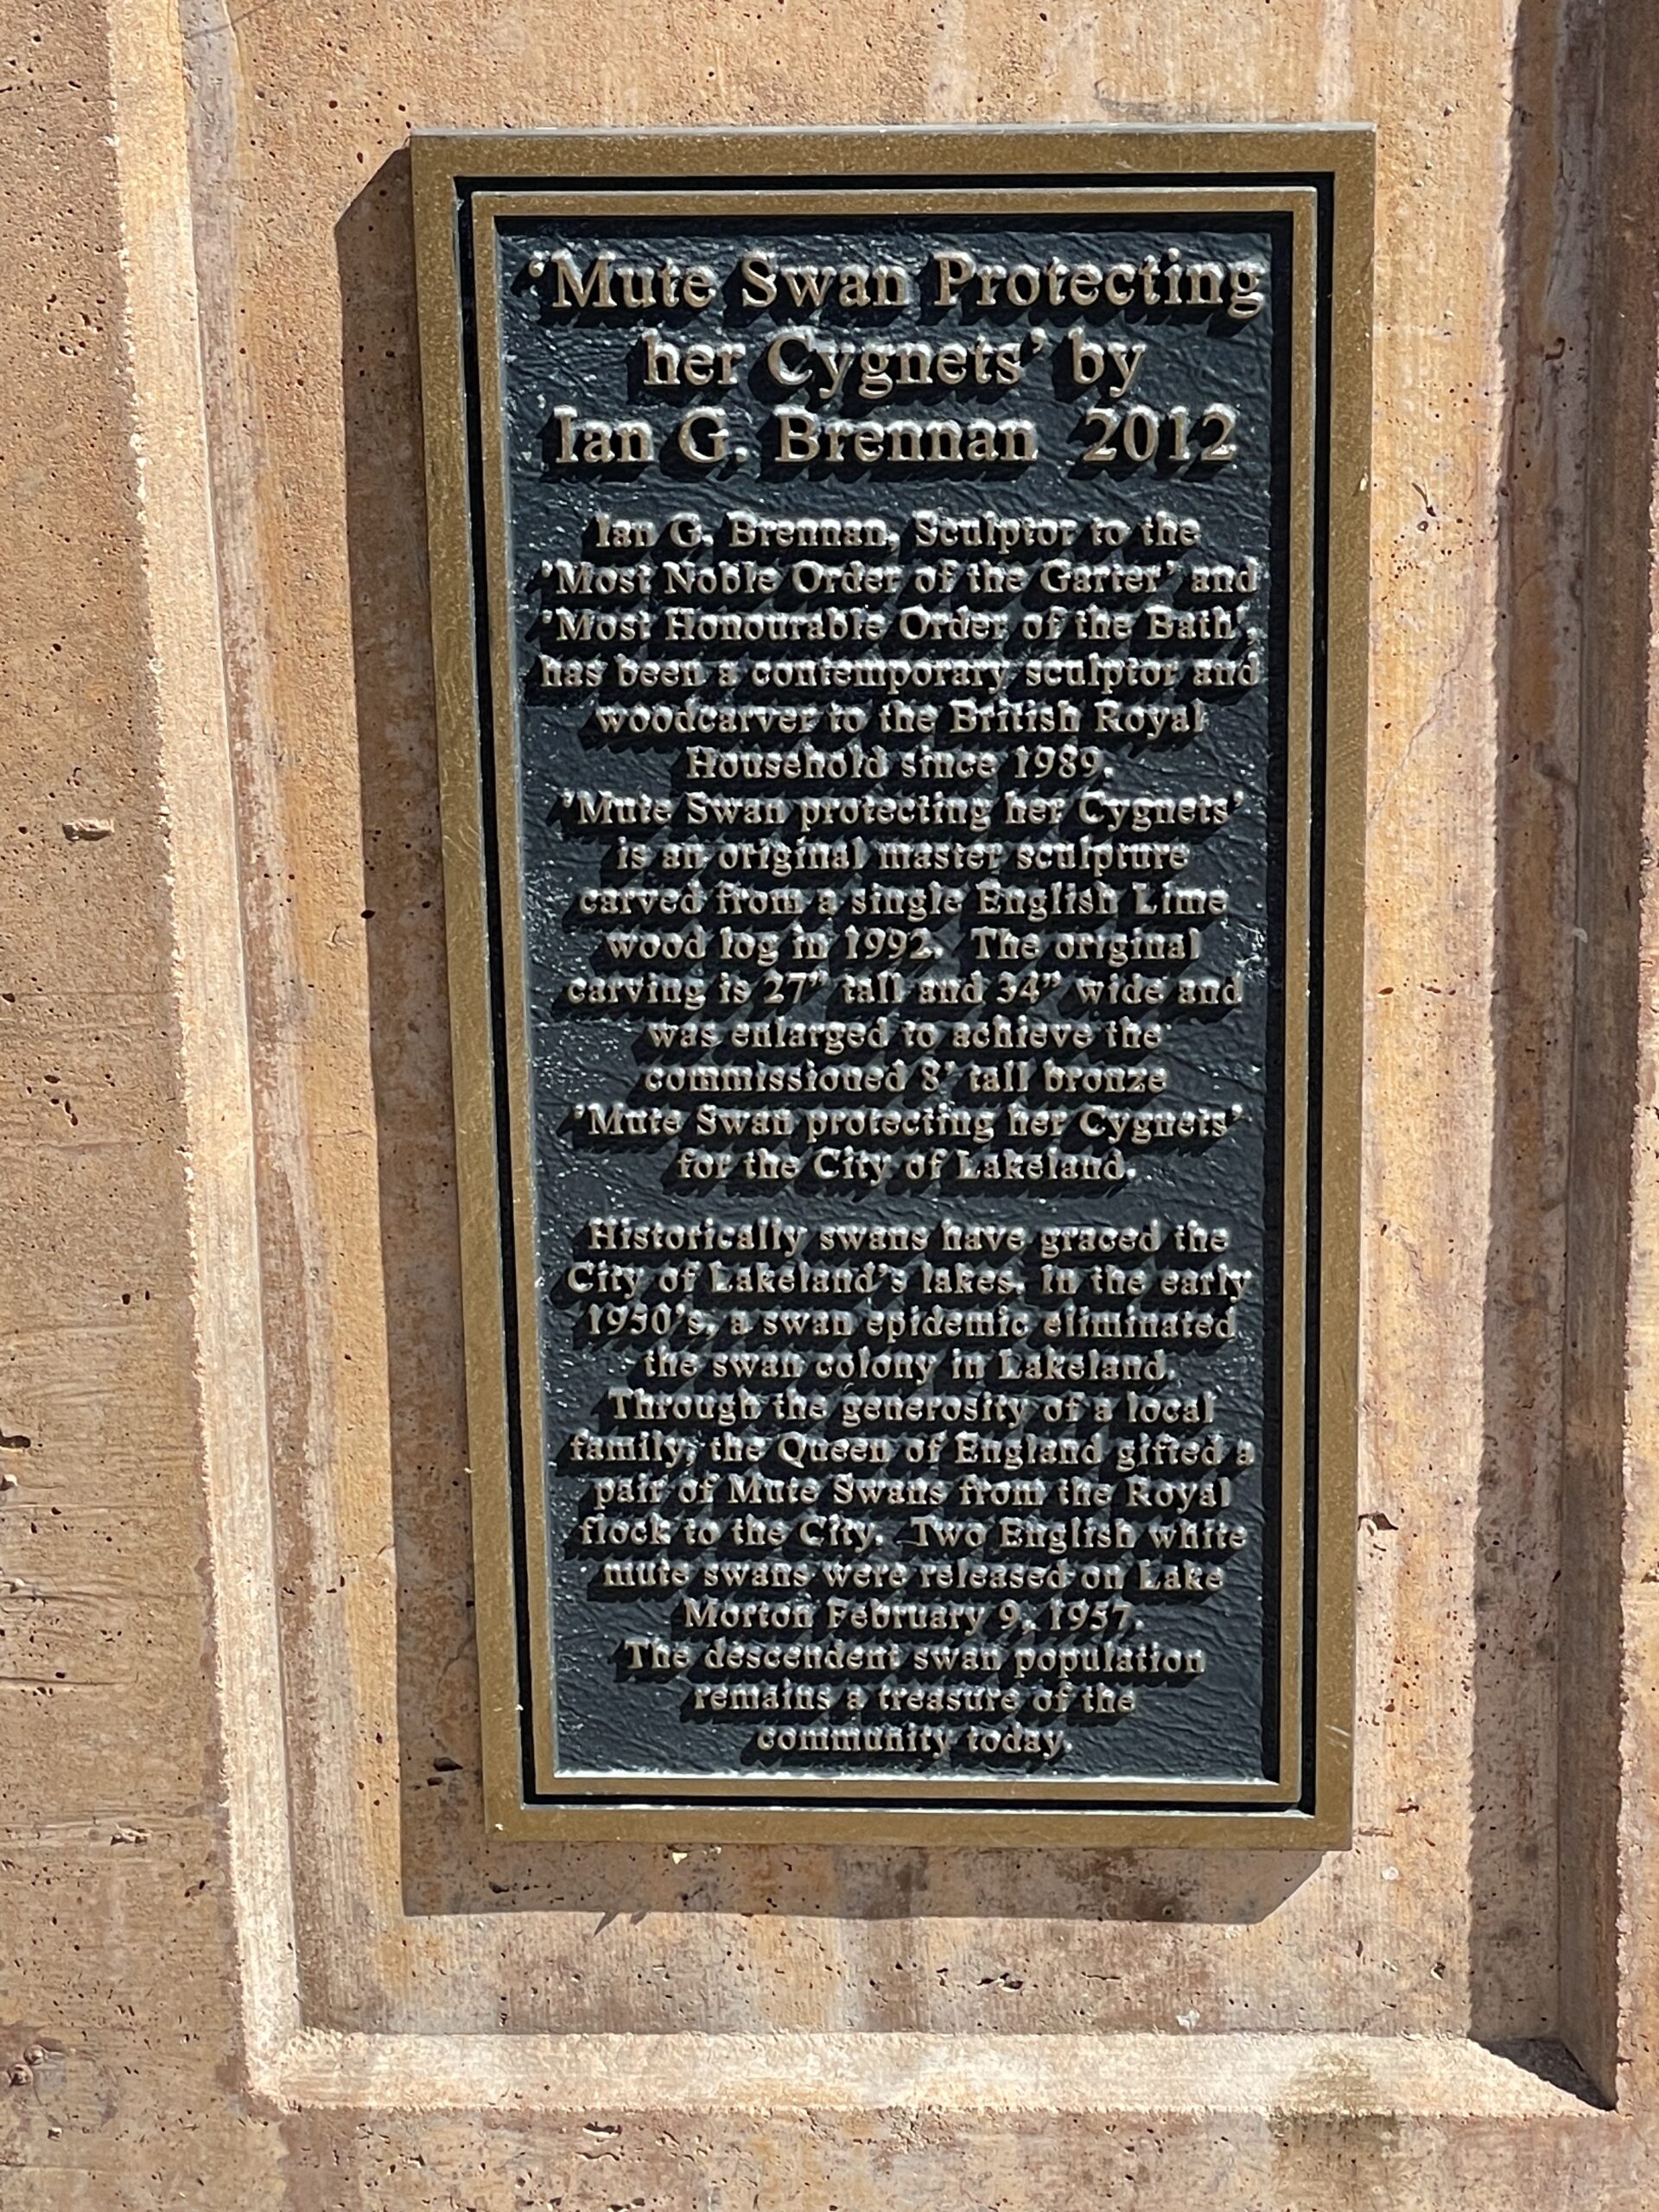 ‘Mute Swan Protecting
her Cygnets’ by
Ian G. Brennan 2012
Ian G. Brennan, Sculptor to the
‘Most Noble Order of the Garter’ and
‘Most Honourable Order of the Bath’,
has been a contemporary sculptor and
woodcarver to the British Royal
Household since 1989.
‘Mute Swan protecting her Cygnets’
is an original master sculpture
carved from a single English Lime
wood log in 1992. The original
carving is 27” tall and 34” wide and
was enlarged to achieve the
commissioned 8’ tall bronze
‘Mute Swan protecting her Cygnets’
for the City of Lakeland.
Historically swans have graced the
City of Lakeland’s lakes. In the early
1950’s, a swan epidemic eliminated
the swan colony in Lakeland.
Through the generosity of a local
family, the Queen of England gifted a
pair of Mute Swans from the Royal
flock to the City. Two English white
mute swans were released on Lake
Morton February 9, 1957.
The descendent swan population
remains a treasure of the
community today.